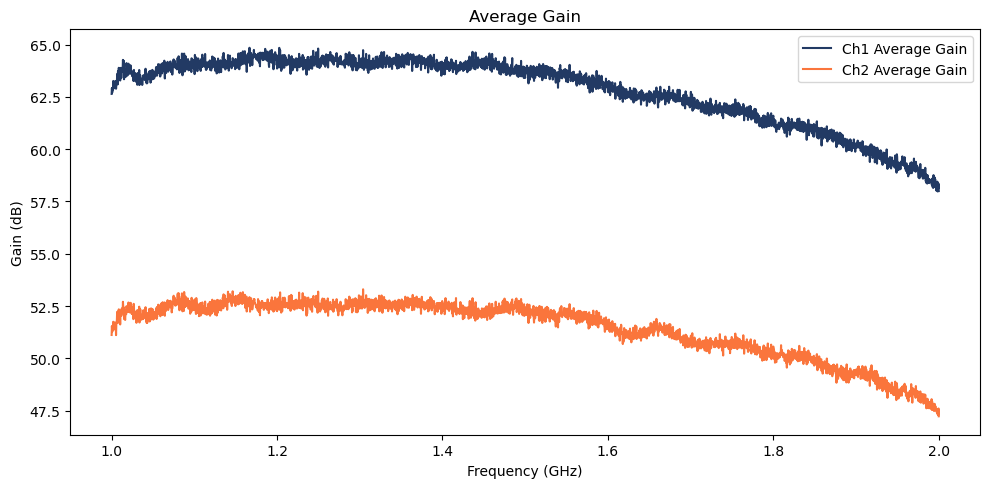 Average Gain
Ch1 Average Gain
Ch2 Average Gain
65.0
62.5
60.0
57.5
55.0
52.5
50.0
47.5
Gain (dB)
1.0 1.2 1.4 1.6 1.8 2.0
Frequency (GHz)